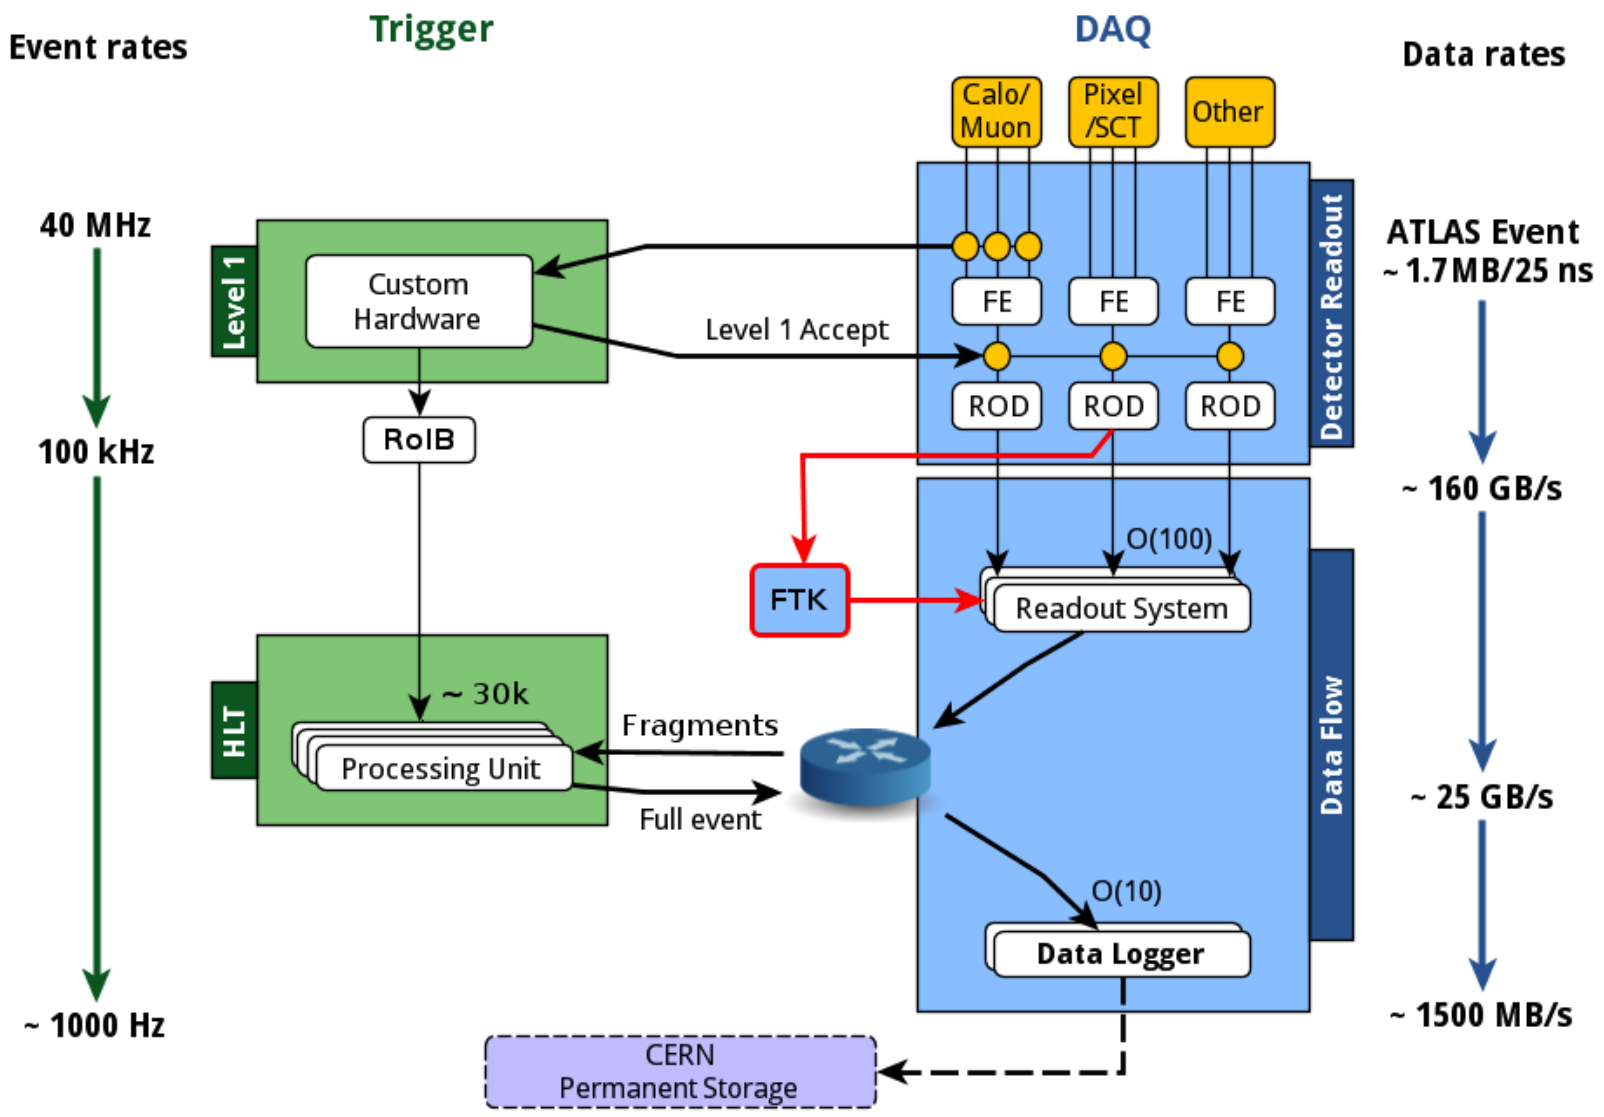 Event rates
Trigger
DAQ
Data rates
Calo/
Muon
Pixel
/SCT
Other
40 MHz
Level 1
Custom
Hardware
FE
FE
FE
Detector Readout
ATLAS Event
~ 1.7MB/25 ns
Level 1 Accept
ROD
ROD
ROD
100 kHz
RoIB
~ 160 GB/s
O(100)
FTK
Readout System
HLT
~ 30k
Processing Unit
Fragments
Full event
Data Flow
~ 25 GB/s
O(10)
Data Logger
~ 1000 Hz
~ 1500 MB/s
CERN
Permanent Storage